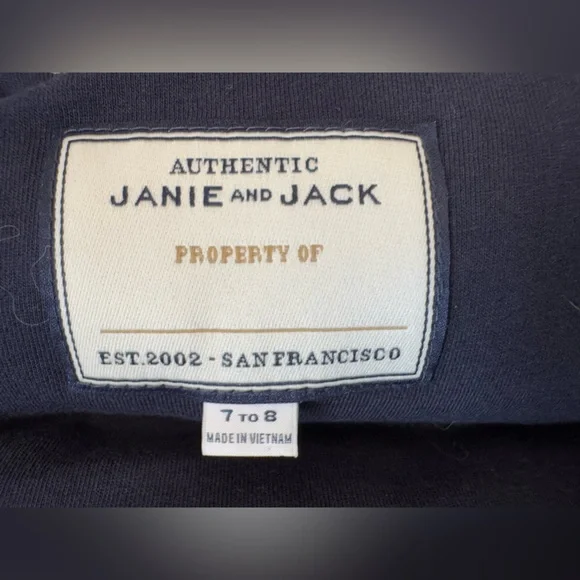 AUTHENTIC
JANIE AND JACK
PROPERTY OF
EST.2002 - SAN FRANCISCO
7 TO 8
MADE IN VIETNAM